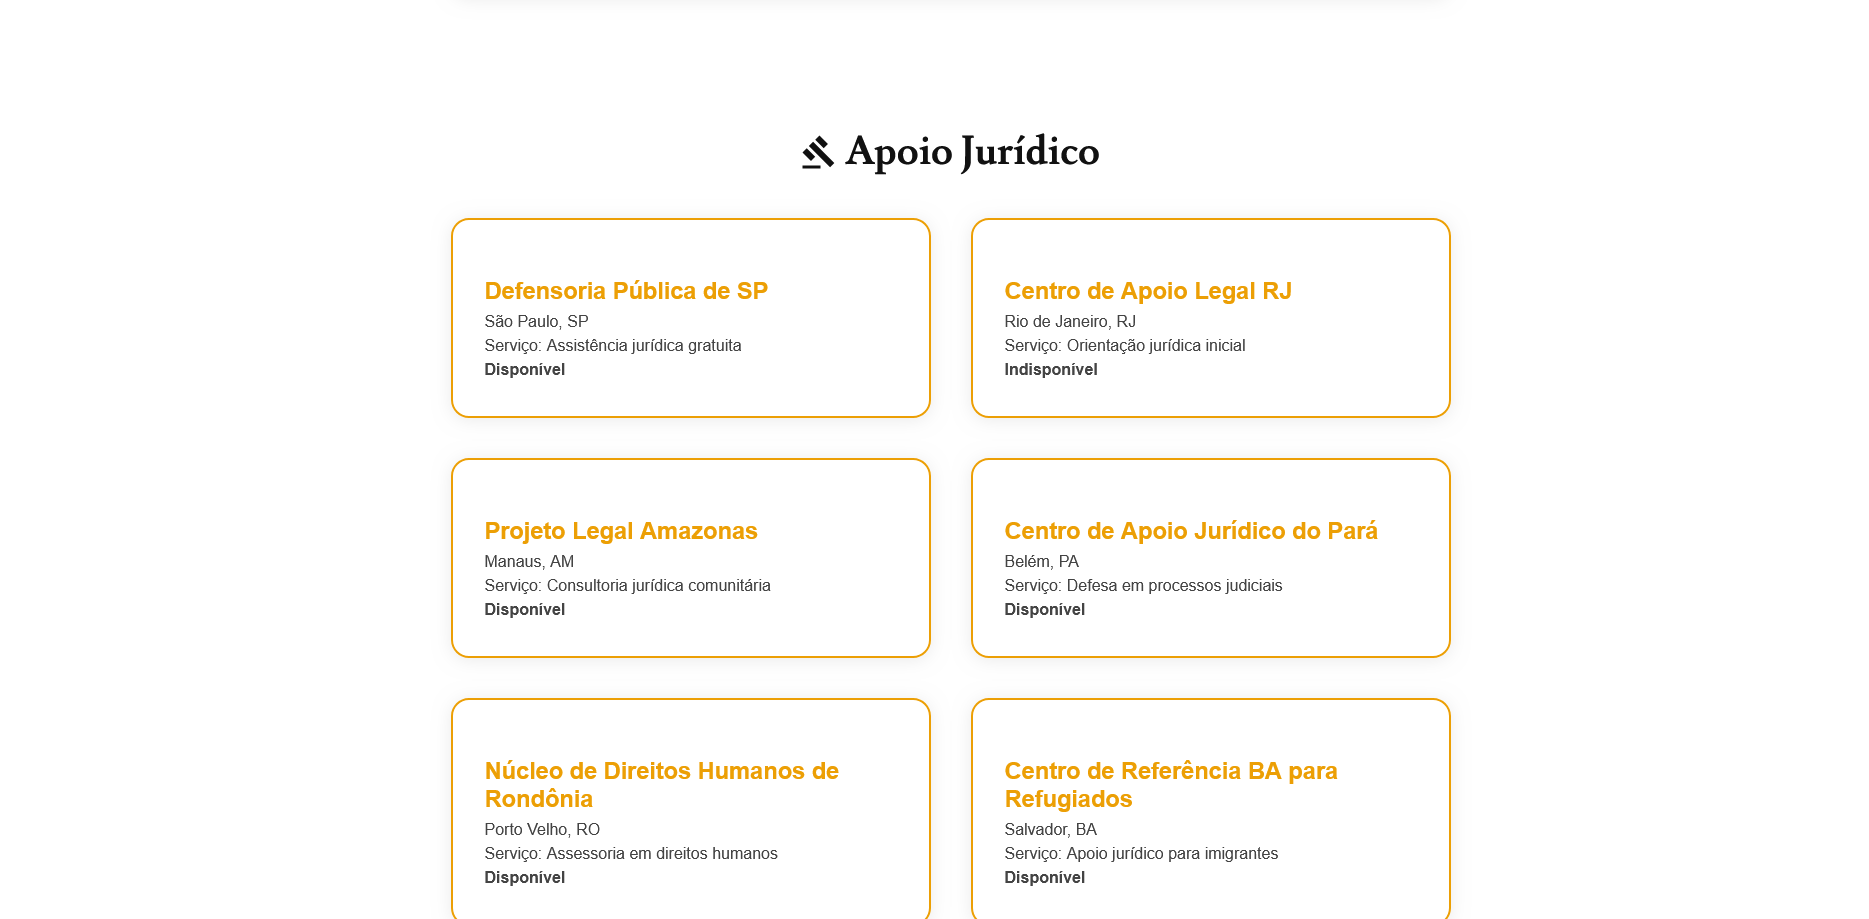 Apoio Jurídico
Defensoria Pública de SP
São Paulo, SP
Serviço: Assistência jurídica gratuita
Disponível
Centro de Apoio Legal RJ
Rio de Janeiro, RJ
Serviço: Orientação jurídica inicial
Indisponível
Projeto Legal Amazonas
Manaus, AM
Serviço: Consultoria jurídica comunitária
Disponível
Centro de Apoio Jurídico do Pará
Belém, PA
Serviço: Defesa em processos judiciais
Disponível
Núcleo de Direitos Humanos de
Rondônia
Porto Velho, RO
Serviço: Assessoria em direitos humanos
Disponível
Centro de Referência BA para
Refugiados
Salvador, BA
Serviço: Apoio jurídico para imigrantes
Disponível